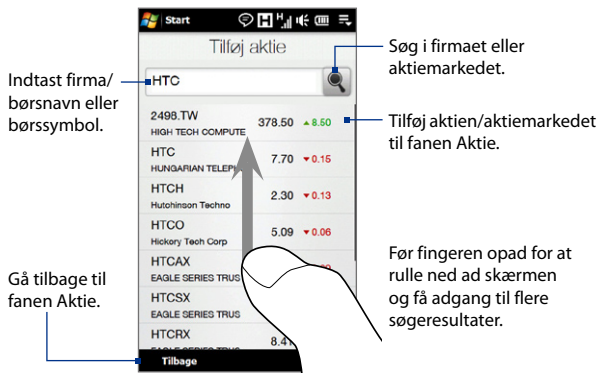 Start
Tilføj aktie
HTC
2498.TW
HIGH TECH COMPUTE
378.50
8.50
HTC
HUNGARIAN TELEPH
7.70
0.15
HTCH
Hutchinson Techno
2.30
0.13
HTCO
Hickory Tech Corp
5.09
0.06
HTCAX
EAGLE SERIES TRUS
HTCSX
EAGLE SERIES TRUS
HTCRX
8.41
Tilbage
Indtast firma/
børsnavn eller
børssymbol.
Gå tilbage til
fanen Aktie.
Søg i firmaet eller
aktiemarkedet.
Tilføj aktien/aktiemarkedet
til fanen Aktie.
Før fingeren opad for at
rulle ned ad skærmen
og få adgang til flere
søgeresultater.